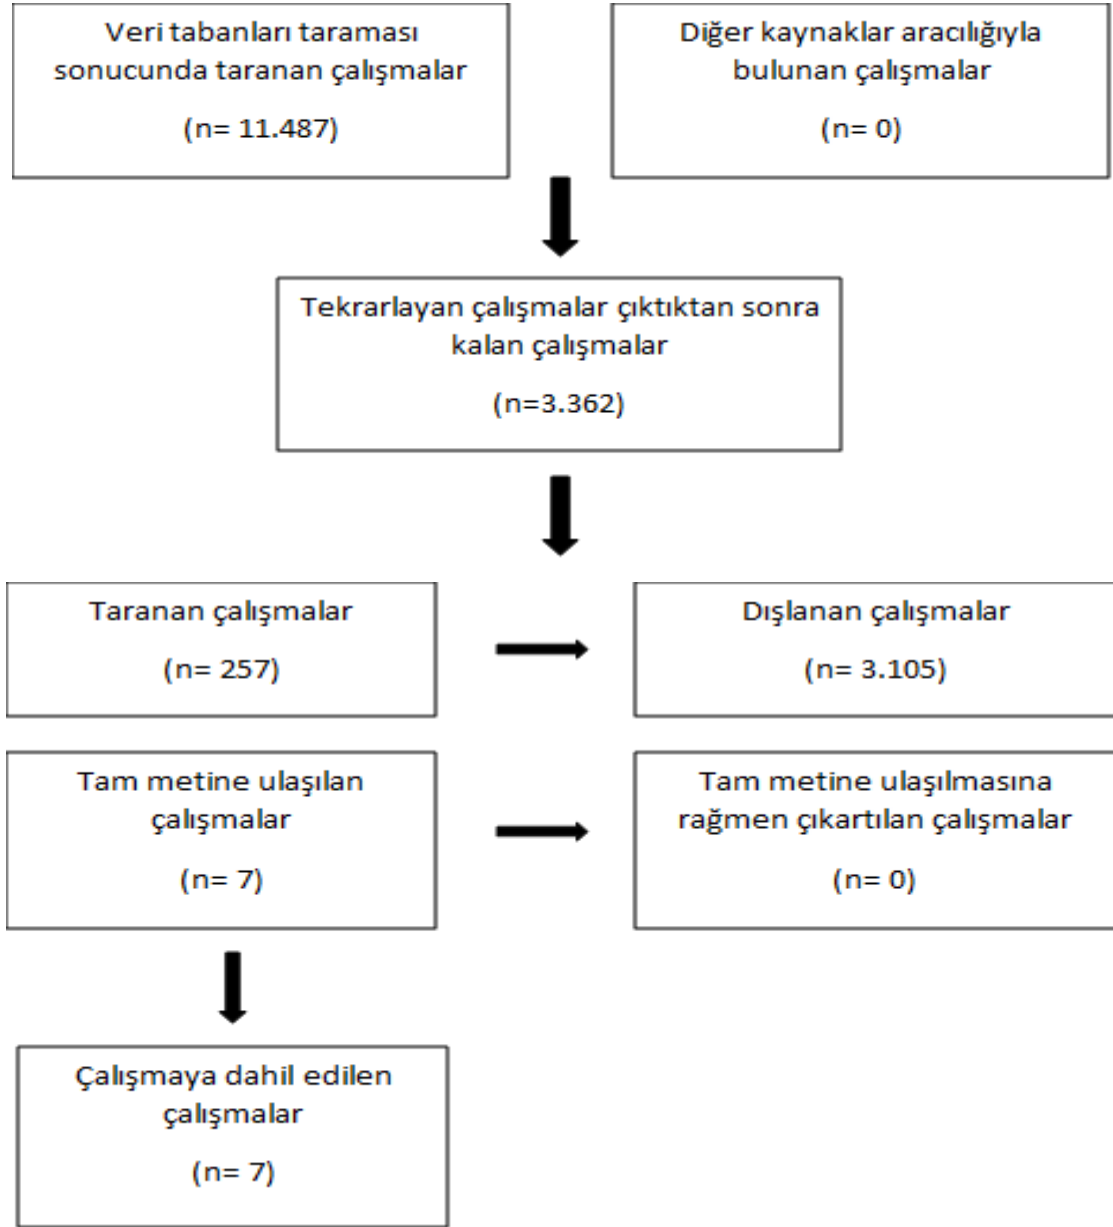 Veri tabanları taraması
sonucunda taranan çalışmalar
(n= 11.487)
Diğer kaynaklar aracılığıyla
bulunan çalışmalar
(n= 0)
Tekrarlayan çalışmalar çıktıktan sonra
kalan çalışmalar
(n=3.362)
Taranan çalışmalar
(n= 257)
Dışlanan çalışmalar
(n= 3.105)
Tam metine ulaşılan
çalışmalar
(n= 7)
Tam metine ulaşılmasına
rağmen çıkartılan çalışmalar
(n= 0)
Çalışmaya dahil edilen
çalışmalar
(n= 7)